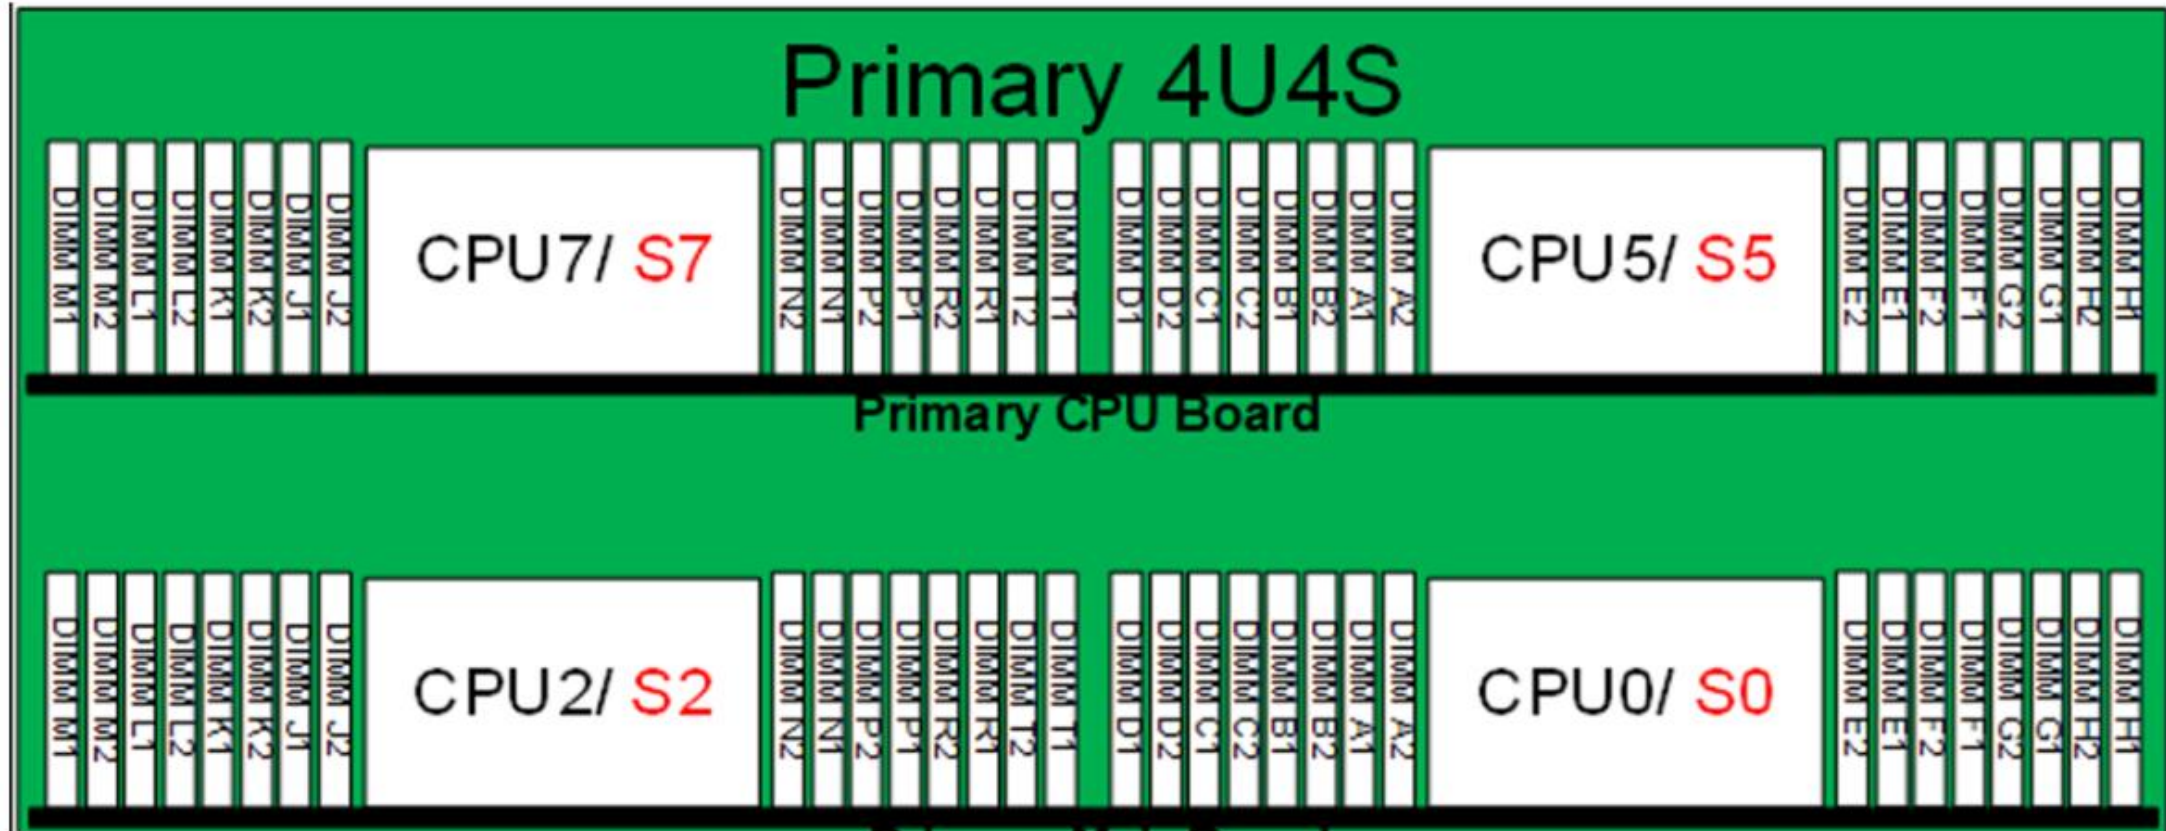 Primary 4U4S
DIMM M1
DIMM M2
DIMM L1
DIMM L2
DIMM K1
DIMM K2
DIMM J1
DIMM J2
CPU7/ S7
DIMM N2
DIMM N1
DIMM P2
DIMM P1
DIMM R2
DIMM R1
DIMM T2
DIMM T1
DIMM D1
DIMM D2
DIMM C1
DIMM C2
DIMM B1
DIMM B2
DIMM A1
DIMM A2
CPU5/ S5
DIMM E2
DIMM E1
DIMM F2
DIMM F1
DIMM G2
DIMM G1
DIMM H2
DIMM H1
Primary CPU Board
DIMM M1
DIMM M2
DIMM L1
DIMM L2
DIMM K1
DIMM K2
DIMM J1
DIMM J2
CPU2/ S2
DIMM N2
DIMM N1
DIMM P2
DIMM P1
DIMM R2
DIMM R1
DIMM T2
DIMM T1
DIMM D1
DIMM D2
DIMM C1
DIMM C2
DIMM B1
DIMM B2
DIMM A1
DIMM A2
CPU0/ S0
DIMM E2
DIMM E1
DIMM F2
DIMM F1
DIMM G2
DIMM G1
DIMM H2
DIMM H1